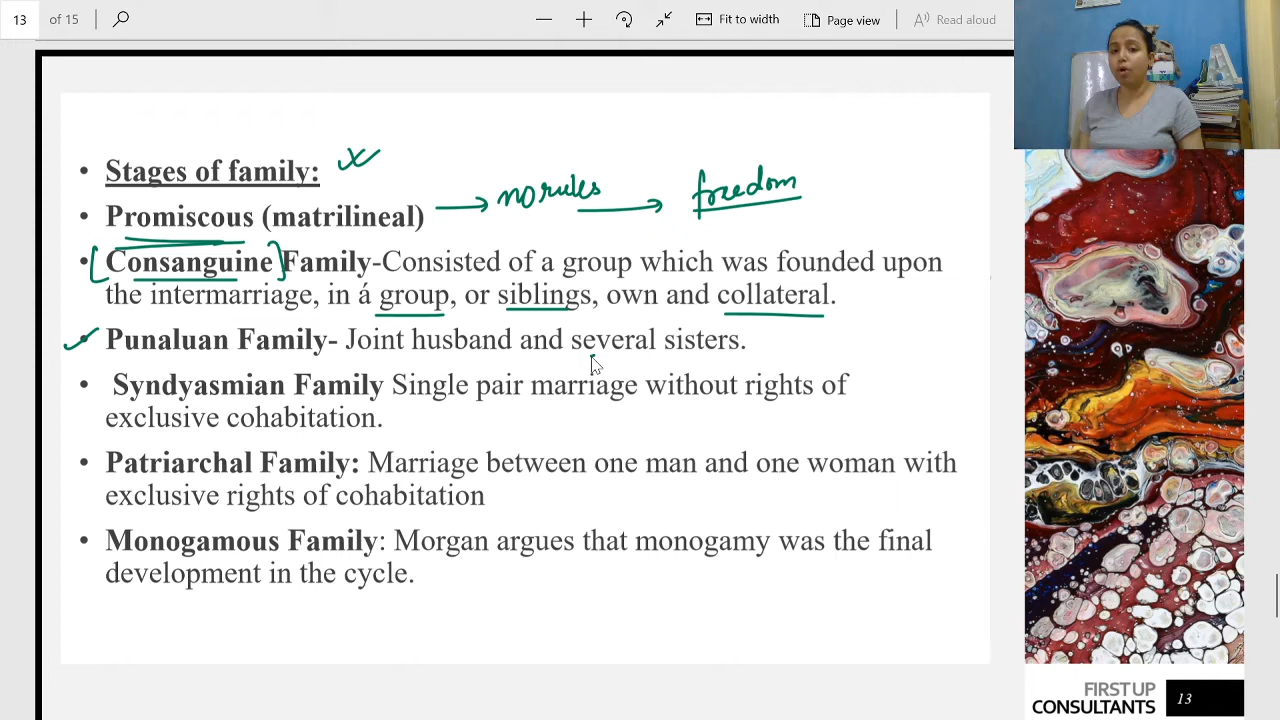 13 of 15 Fit to width Page view Read aloud
• Stages of family:
• Promiscous (matrilineal) → no rules → freedom
• [Consanguine] Family-Consisted of a group which was founded upon
the intermarriage, in á group, or siblings, own and collateral.
• Punaluan Family- Joint husband and several sisters.
• Syndyasmian Family Single pair marriage without rights of
exclusive cohabitation.
• Patriarchal Family: Marriage between one man and one woman with
exclusive rights of cohabitation
• Monogamous Family: Morgan argues that monogamy was the final
development in the cycle.
FIRST UP
CONSULTANTS 13